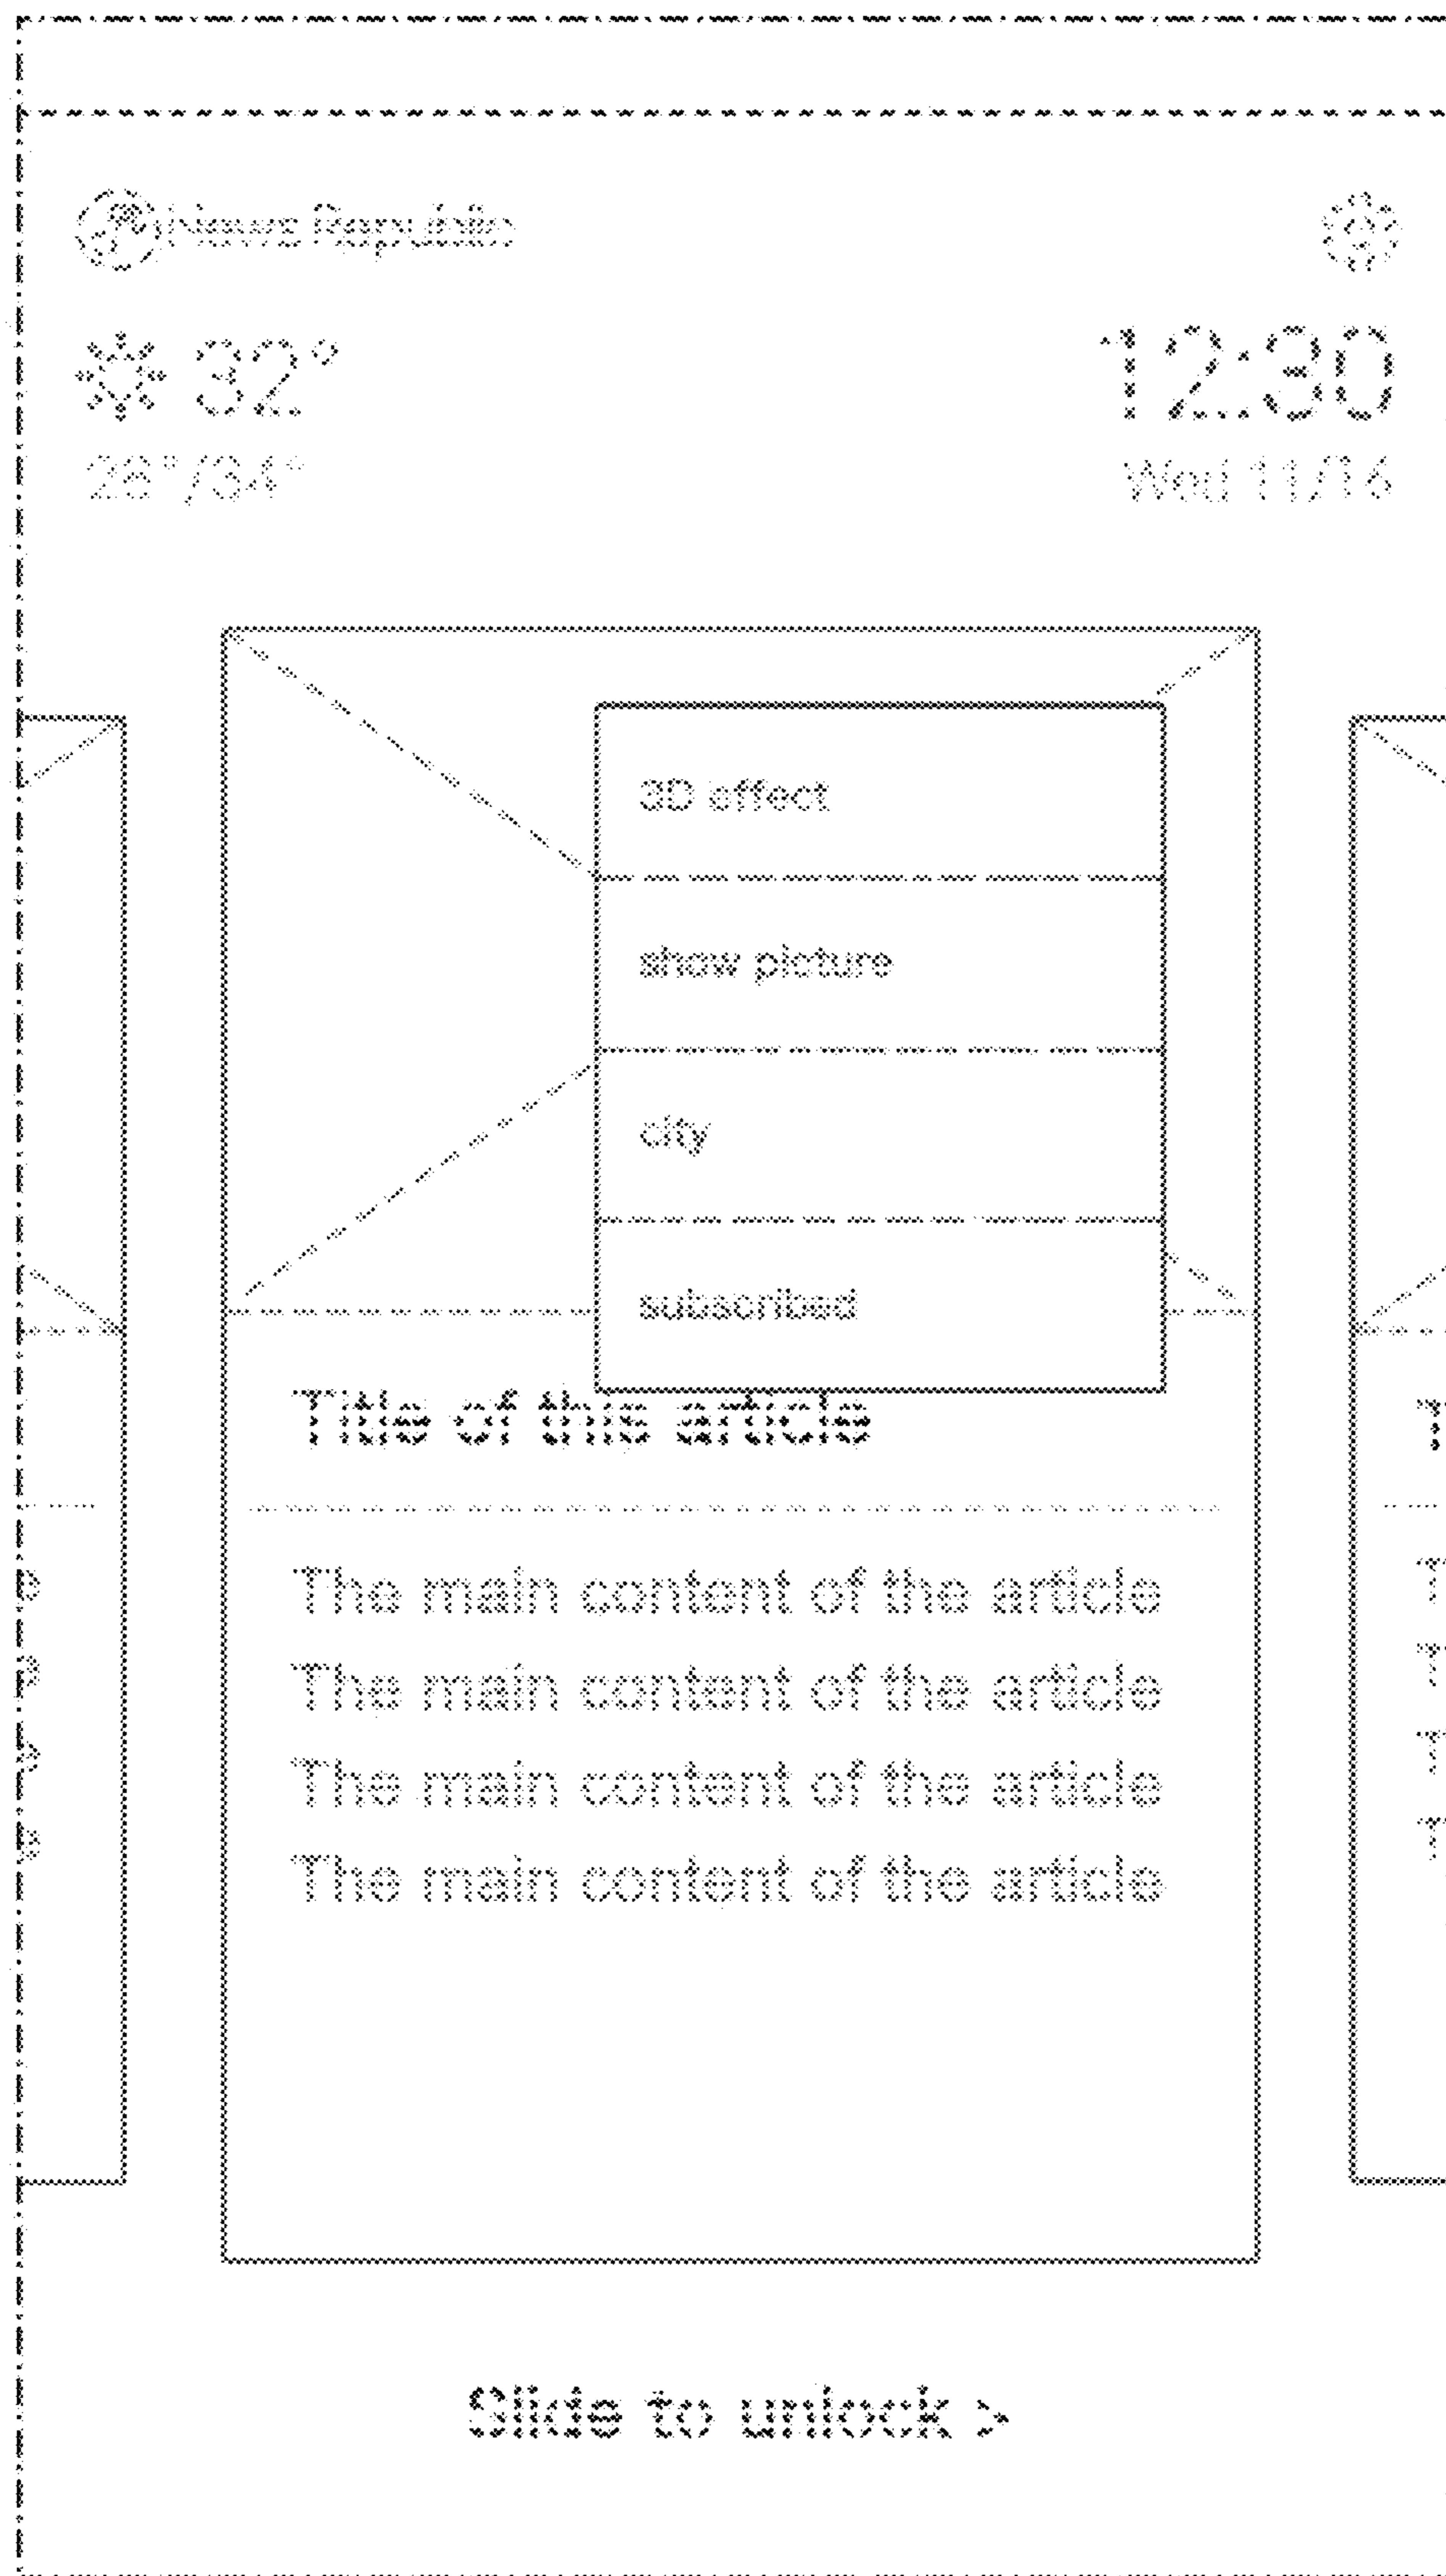 News Republic
32° 12:30
28°/34° Wed 11/16
3D effect
show picture
city
subscribed
Title of this article
The main content of the article
The main content of the article
The main content of the article
The main content of the article
Slide to unlock >